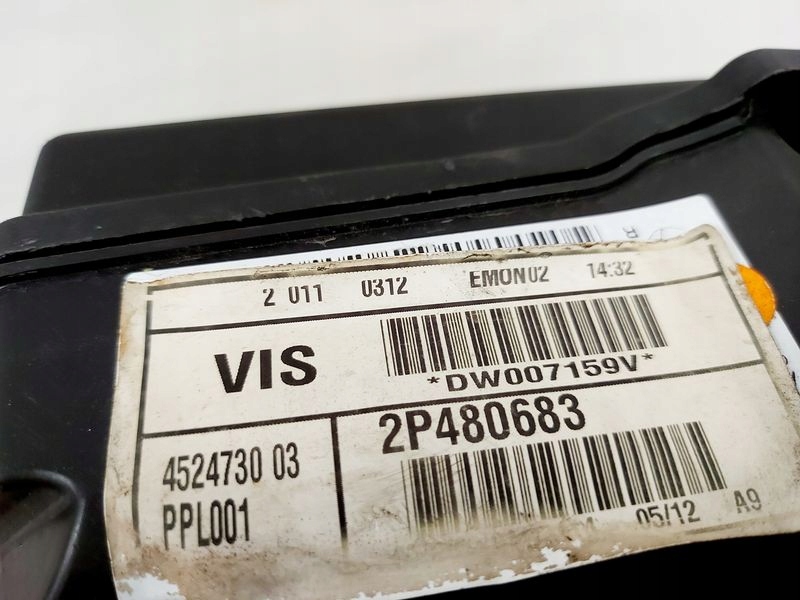 R
2 011 0312 EMON02 14:32
VIS
*DW007159V*
2P480683
4524730 03
PPL001
05/12 A9